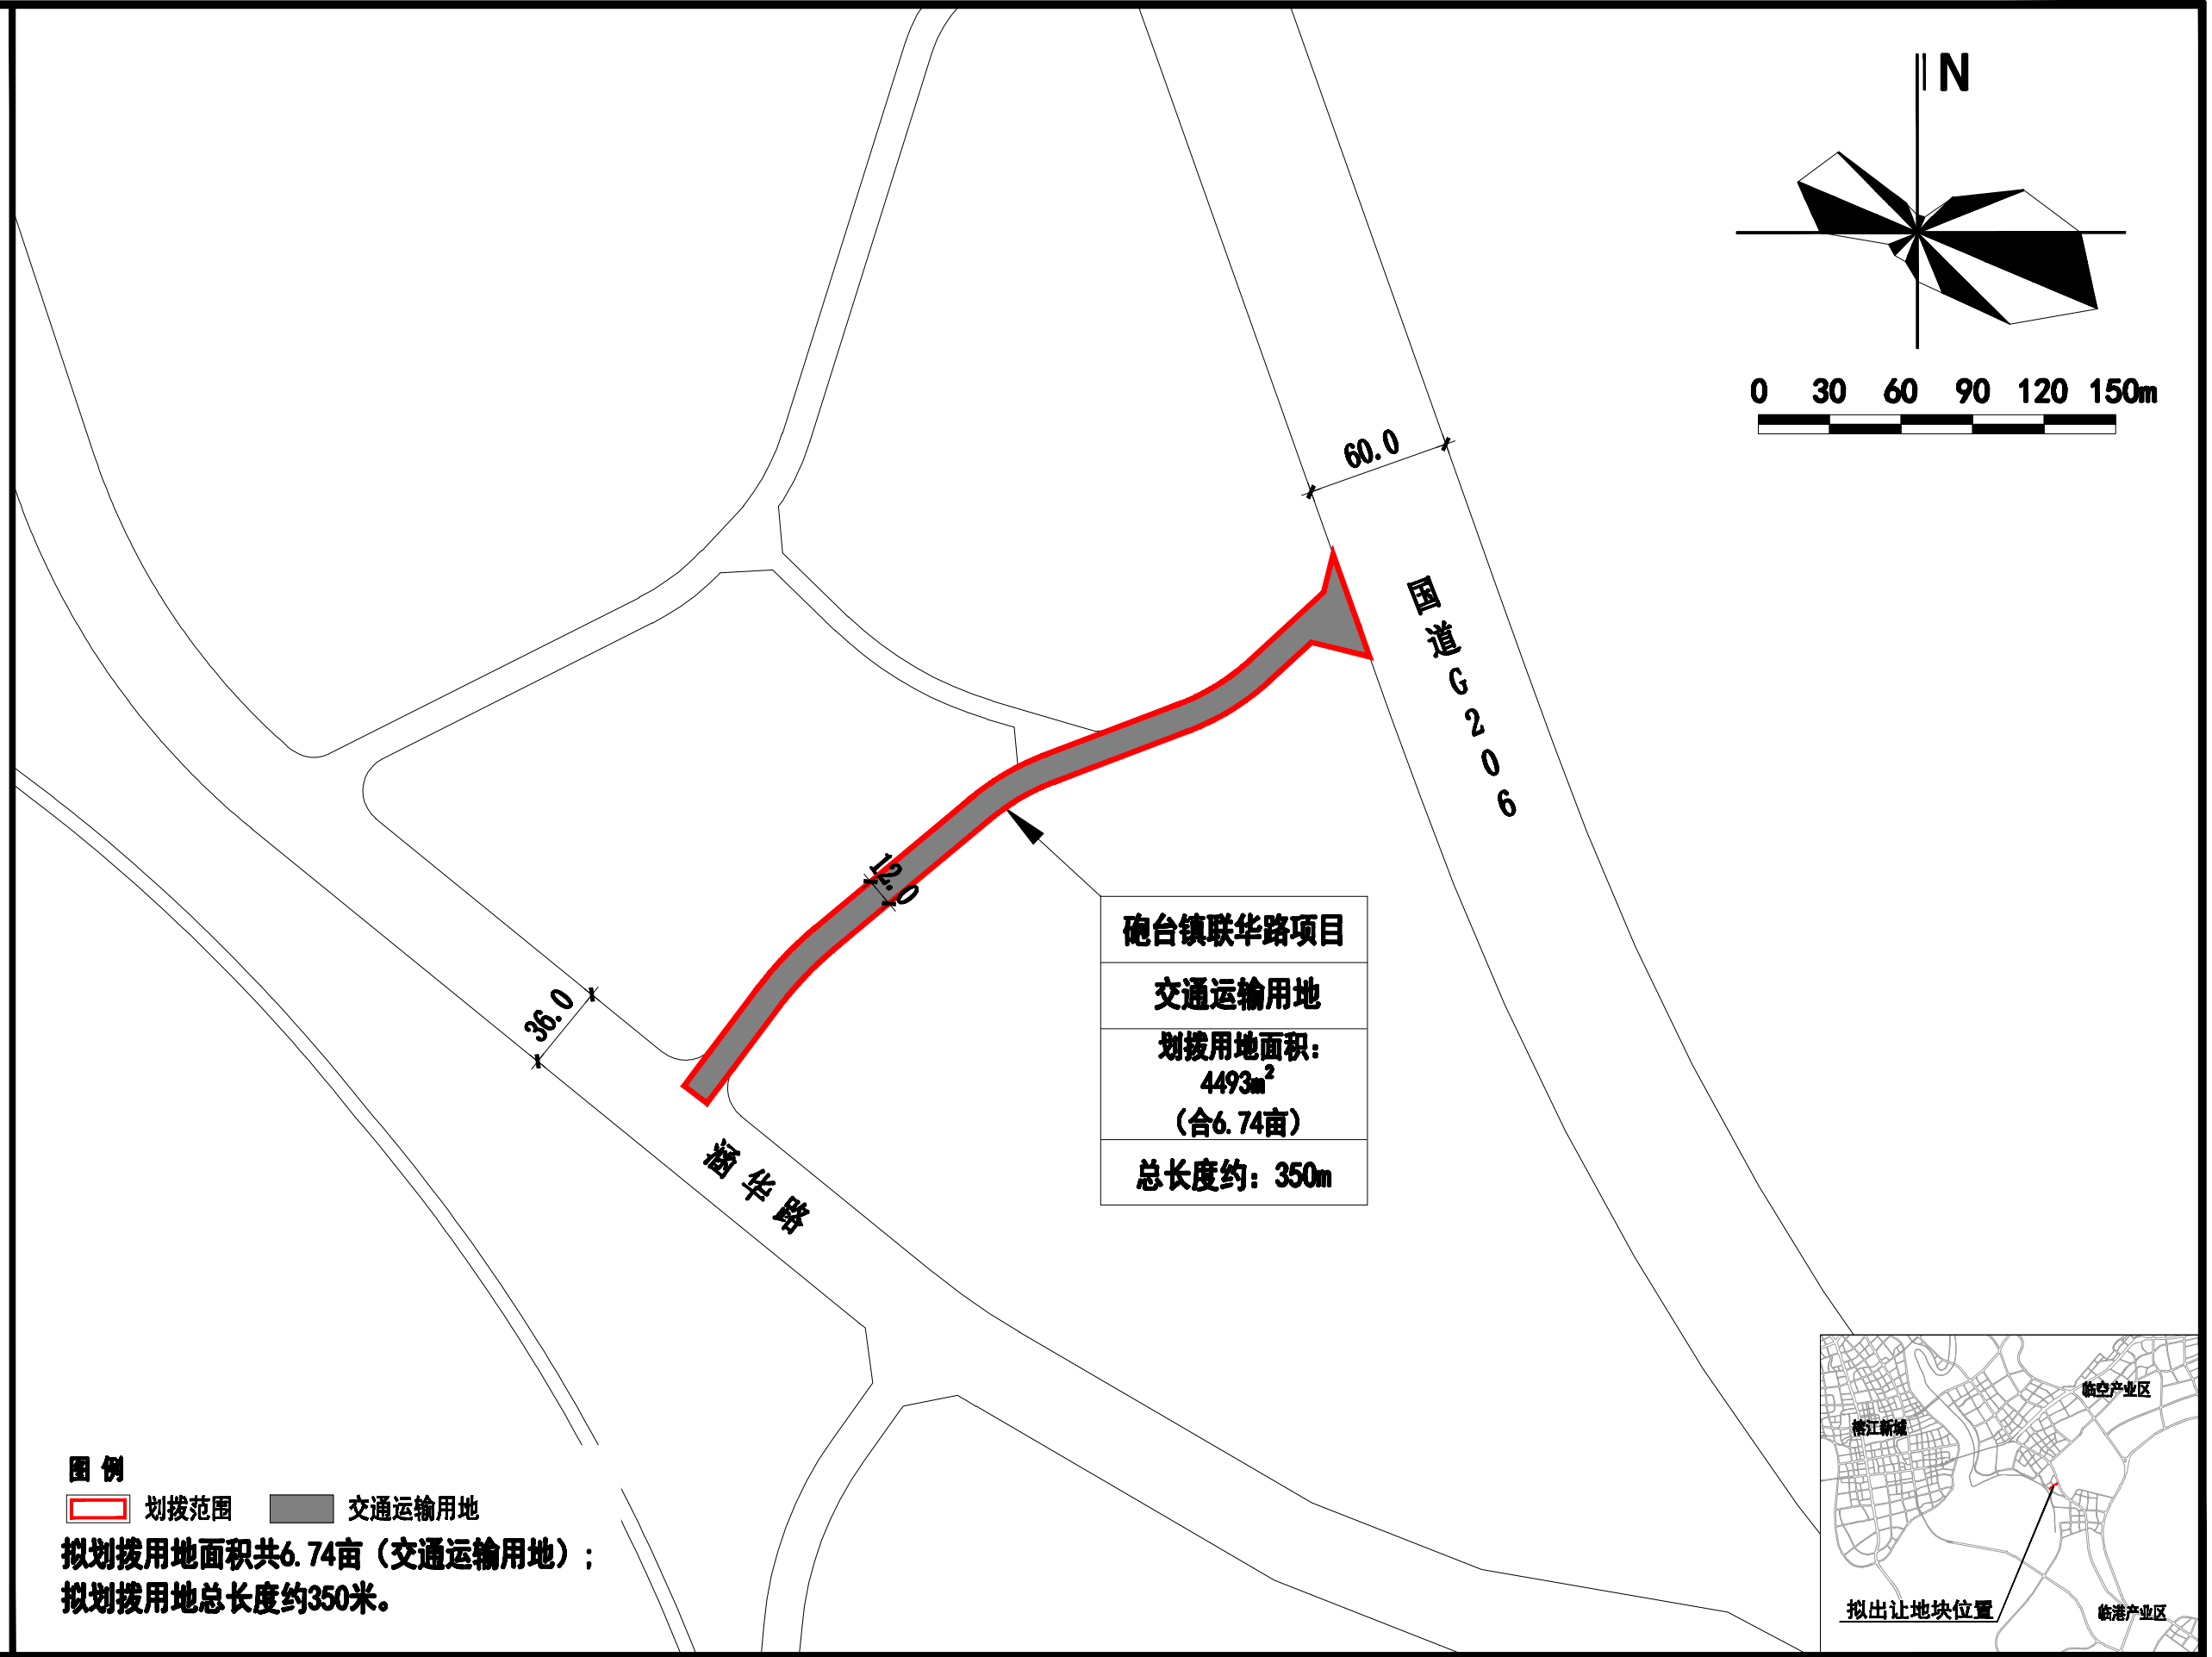 N
0 30 60 90 120 150m
60.0
国道G206
12.0
36.0
砲台镇联华路项目
交通运输用地
划拨用地面积：
4493m²
（合6.74亩）
总长度约：350m
涵华路
图 例
划拨范围
交通运输用地
拟划拨用地面积共6.74亩（交通运输用地）；
拟划拨用地总长度约350米。
临空产业区
榕江新城
拟出让地块位置
临港产业区